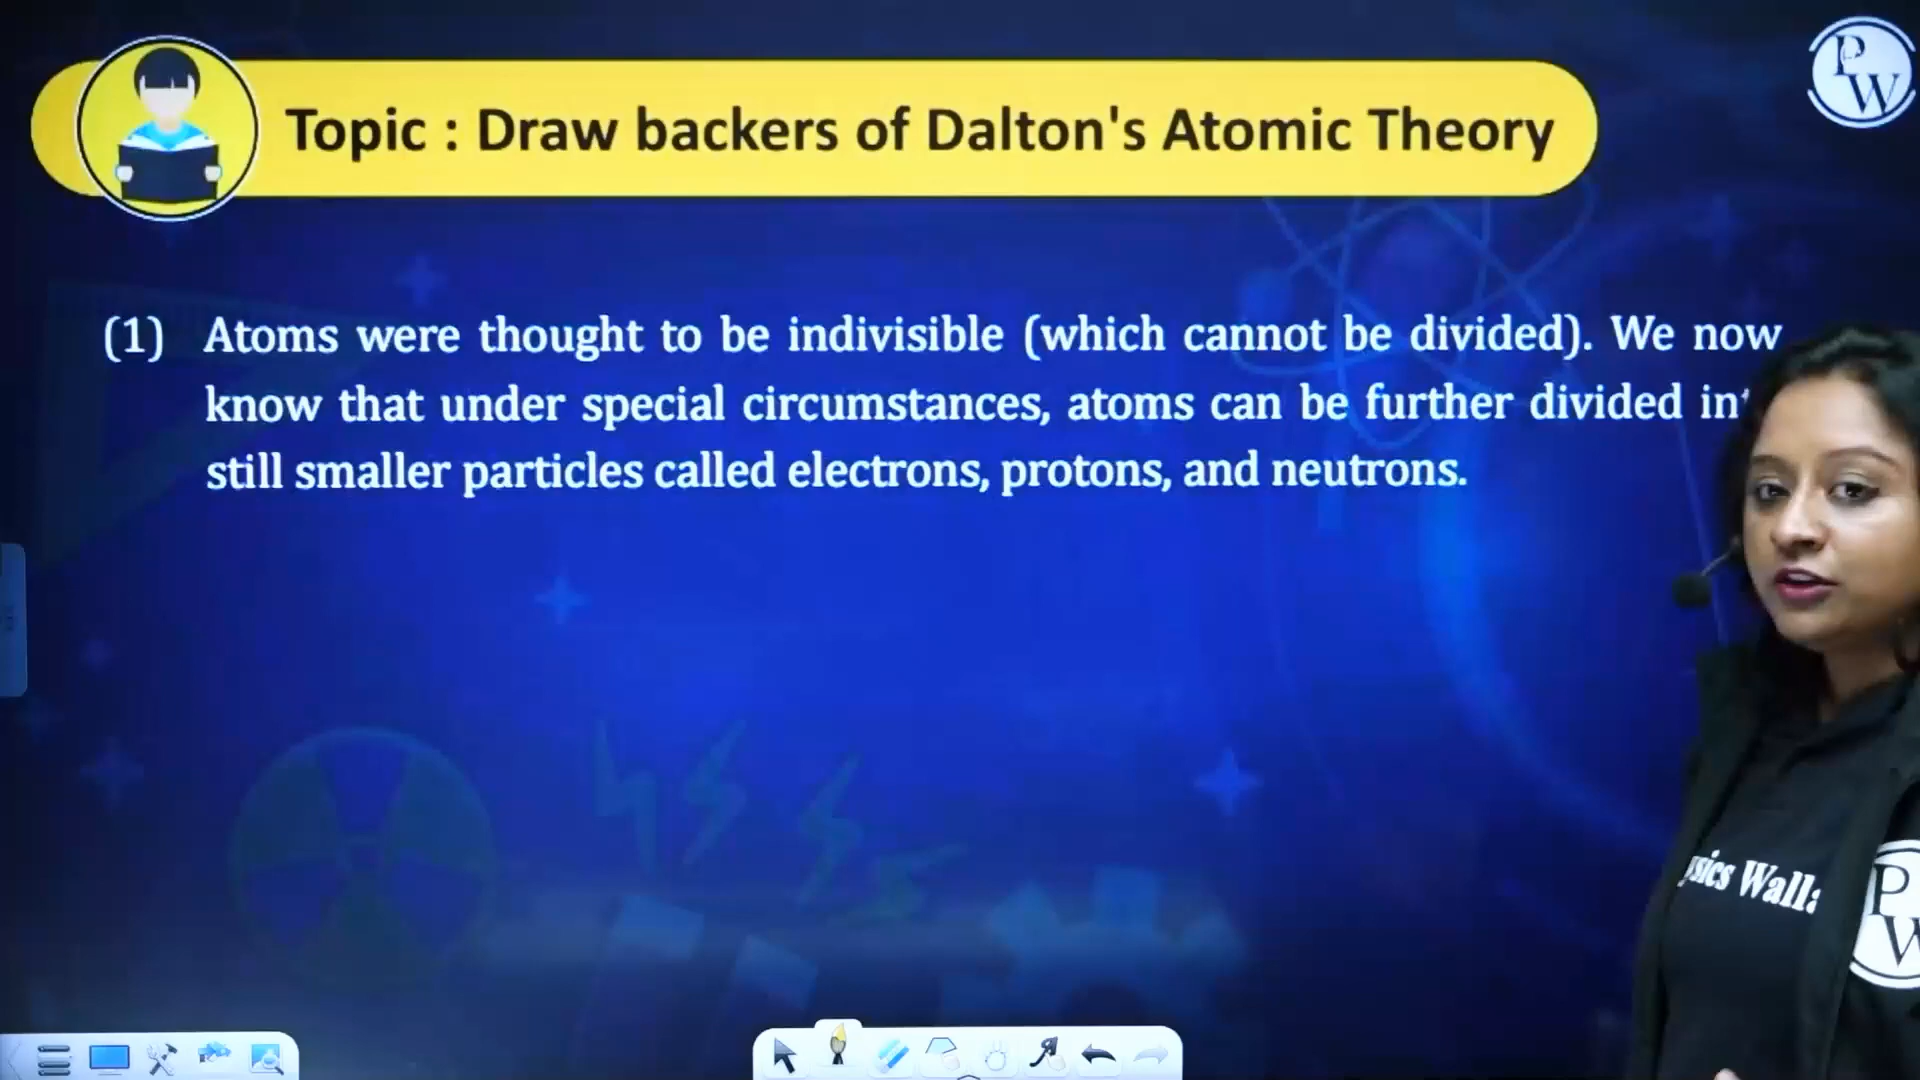 PW
Topic : Draw backers of Dalton's Atomic Theory
(1) Atoms were thought to be indivisible (which cannot be divided). We now
know that under special circumstances, atoms can be further divided
still smaller particles called electrons, protons, and neutrons.
PW